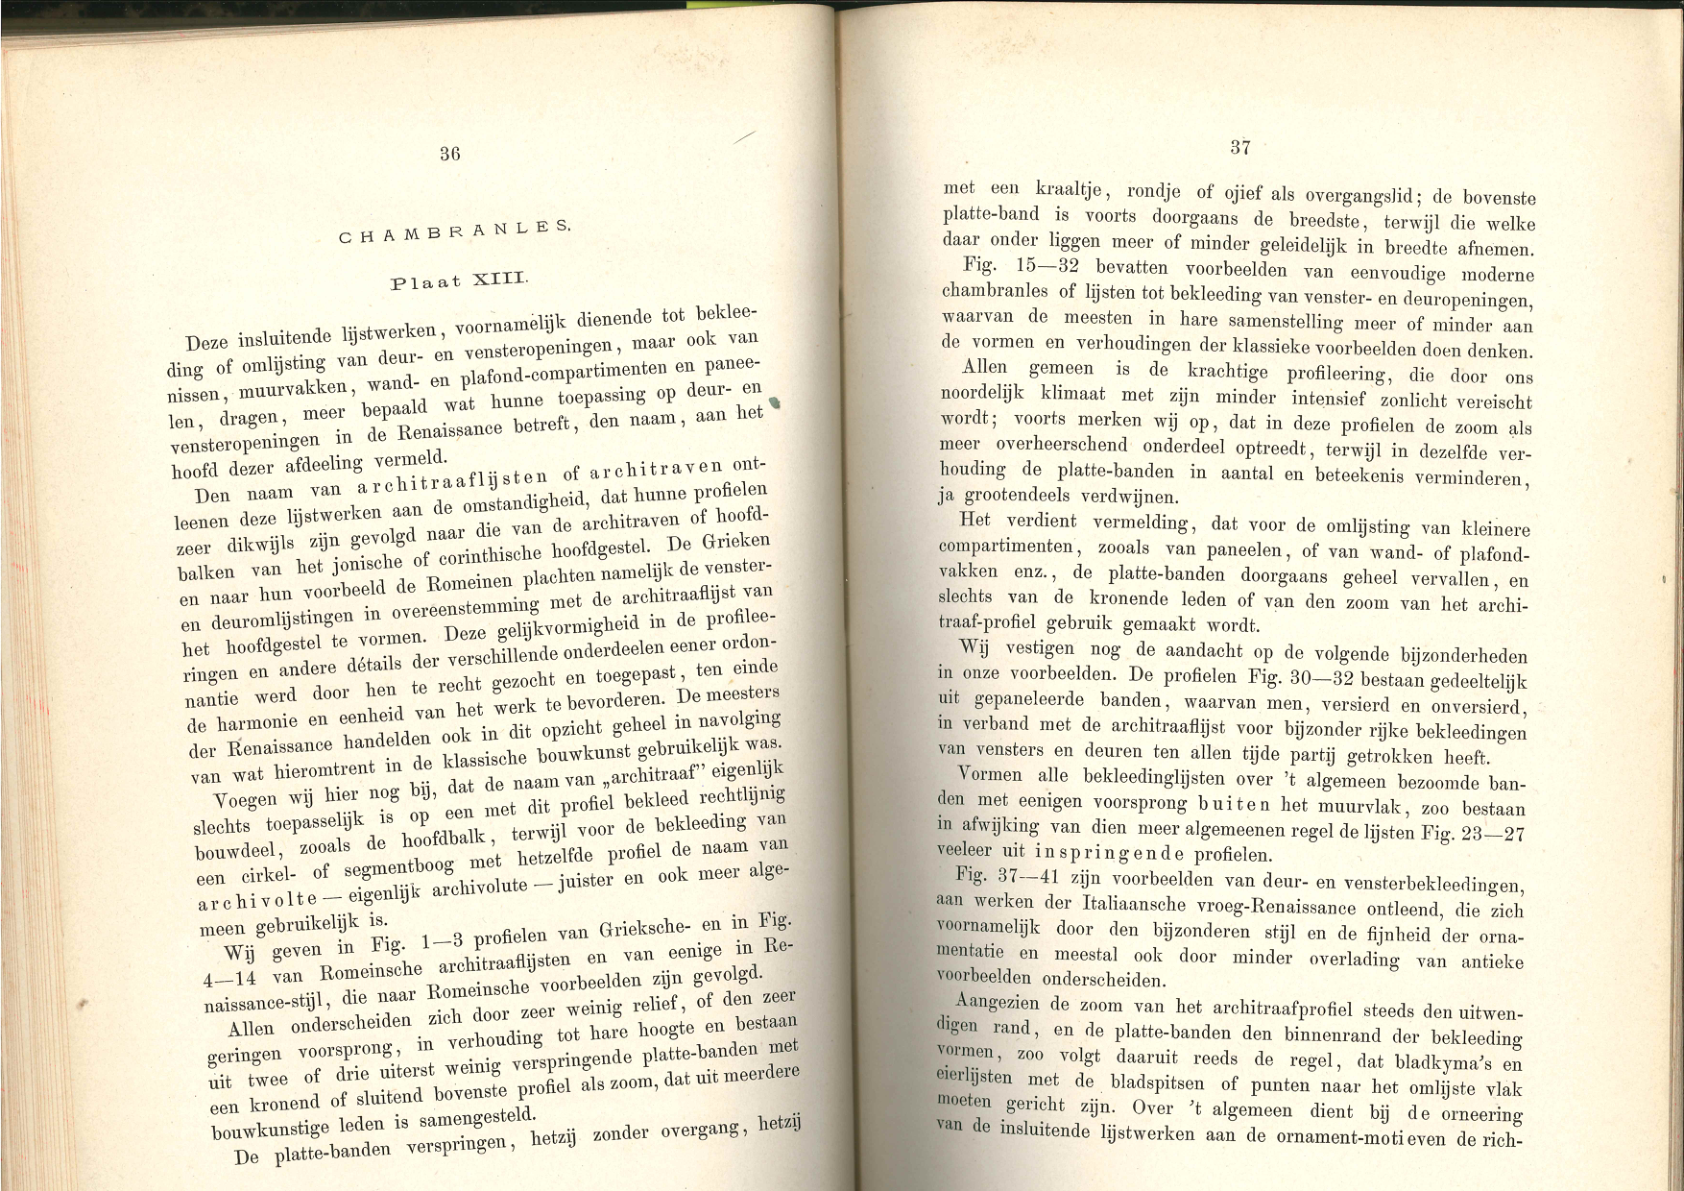 36
CHAMBRANLES.
Plaat XIII.
Deze insluitende lijstwerken, voornamelijk dienende tot beklee-
ding of omlijsting van deur- en vensteropeningen, maar ook van
nissen, muurvakken, wand- en plafond-compartimenten en panee-
len, dragen, meer bepaald wat hunne toepassing op deur- en
vensteropeningen in de Renaissance betreft, den naam, aan het
hoofd dezer afdeeling vermeld.
Den naam van architraaflijsten of architraven ont-
leenen deze lijstwerken aan de omstandigheid, dat hunne profielen
zeer dikwijls zijn gevolgd naar die van de architraven of hoofd-
balken van het jonische of corinthische hoofdgestel. De Grieken
en naar hun voorbeeld de Romeinen plachten namelijk de venster-
en deuromlijstingen in overeenstemming met de architraaflijst van
het hoofdgestel te vormen. Deze gelijkvormigheid in de profilee-
ringen en andere détails der verschillende onderdeelen eener ordon-
nantie werd door hen te recht gezocht en toegepast, ten einde
de harmonie en eenheid van het werk te bevorderen. De meesters
der Renaissance handelden ook in dit opzicht geheel in navolging
van wat hieromtrent in de klassische bouwkunst gebruikelijk was.
Voegen wij hier nog bij, dat de naam van „architraaf” eigenlijk
slechts toepasselijk is op een met dit profiel bekleed rechtlijnig
bouwdeel, zooals de hoofdbalk, terwijl voor de bekleeding van
een cirkel- of segmentboog met hetzelfde profiel de naam van
archivolte — eigenlijk archivolute — juister en ook meer alge-
meen gebruikelijk is.
Wij geven in Fig. 1—3 profielen van Grieksche- en in Fig.
4—14 van Romeinsche architraaflijsten en van eenige in Re-
naissance-stijl, die naar Romeinsche voorbeelden zijn gevolgd.
Allen onderscheiden zich door zeer weinig relief, of den zeer
geringen voorsprong, in verhouding tot hare hoogte en bestaan
uit twee of drie uiterst weinig verspringende platte-banden met
een kronend of sluitend bovenste profiel als zoom, dat uit meerdere
bouwkunstige leden is samengesteld.
De platte-banden verspringen, hetzij zonder overgang, hetzij
37
met een kraaltje, rondje of ojief als overgangslid; de bovenste
platte-band is voorts doorgaans de breedste, terwijl die welke
daar onder liggen meer of minder geleidelijk in breedte afnemen.
Fig. 15—32 bevatten voorbeelden van eenvoudige moderne
chambranles of lijsten tot bekleeding van venster- en deuropeningen,
waarvan de meesten in hare samenstelling meer of minder aan
de vormen en verhoudingen der klassieke voorbeelden doen denken.
Allen gemeen is de krachtige profileering, die door ons
noordelijk klimaat met zijn minder intensief zonlicht vereischt
wordt; voorts merken wij op, dat in deze profielen de zoom als
meer overheerschend onderdeel optreedt, terwijl in dezelfde ver-
houding de platte-banden in aantal en beteekenis verminderen,
ja grootendeels verdwijnen.
Het verdient vermelding, dat voor de omlijsting van kleinere
compartimenten, zooals van paneelen, of van wand- of plafond-
vakken enz., de platte-banden doorgaans geheel vervallen, en
slechts van de kronende leden of van den zoom van het archi-
traaf-profiel gebruik gemaakt wordt.
Wij vestigen nog de aandacht op de volgende bijzonderheden
in onze voorbeelden. De profielen Fig. 30—32 bestaan gedeeltelijk
uit gepaneleerde banden, waarvan men, versierd en onversierd,
in verband met de architraaflijst voor bijzonder rijke bekleedingen
van vensters en deuren ten allen tijde partij getrokken heeft.
Vormen alle bekleedinglijsten over 't algemeen bezoomde ban-
den met eenigen voorsprong buiten het muurvlak, zoo bestaan
in afwijking van dien meer algemeenen regel de lijsten Fig. 23—27
veeleer uit inspringende profielen.
Fig. 37—41 zijn voorbeelden van deur- en vensterbekleedingen,
aan werken der Italiaansche vroeg-Renaissance ontleend, die zich
voornamelijk door den bijzonderen stijl en de fijnheid der orna-
mentatie en meestal ook door minder overlading van antieke
voorbeelden onderscheiden.
Aangezien de zoom van het architraafprofiel steeds den uitwen-
digen rand, en de platte-banden den binnenrand der bekleeding
vormen, zoo volgt daaruit reeds de regel, dat bladkyma's en
eierlijsten met de bladspitsen of punten naar het omlijste vlak
moeten gericht zijn. Over 't algemeen dient bij de orneering
van de insluitende lijstwerken aan de ornament-motieven de rich-